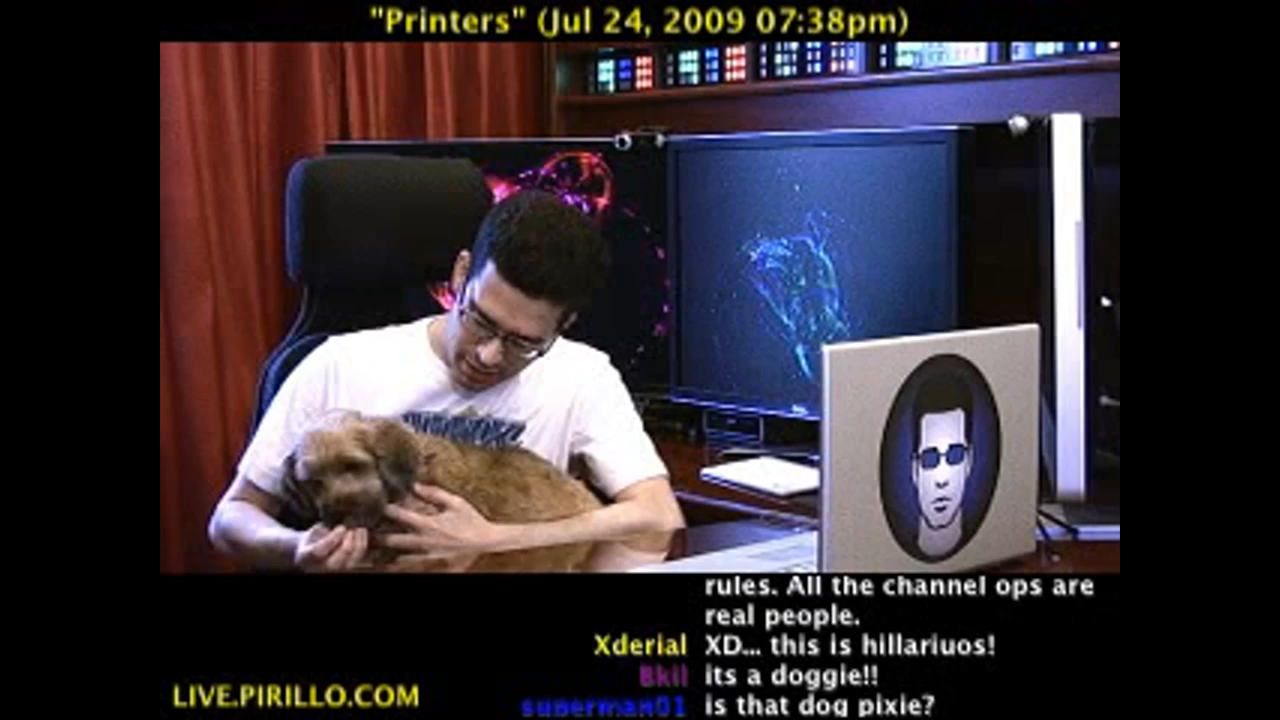 "Printers" (Jul 24, 2009 07:38pm)
rules. All the channel ops are
real people.
Xderial XD... this is hillariuos!
Bkil its a doggie!!
superman01 is that dog pixie?
LIVE.PIRILLO.COM